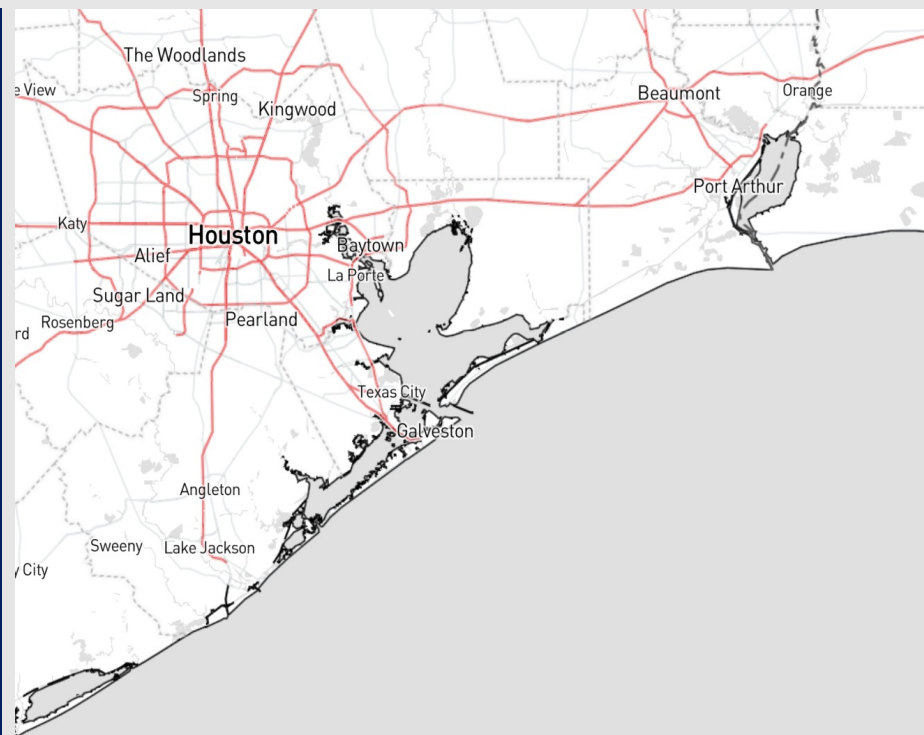 The Woodlands
e View
Spring
Kingwood
Beaumont
Orange
Port Arthur
Katy
Houston
Baytown
Alief
La Porte
Sugar Land
Rosenberg
Pearland
rd
Texas City
Galveston
Angleton
Sweeny
Lake Jackson
y City